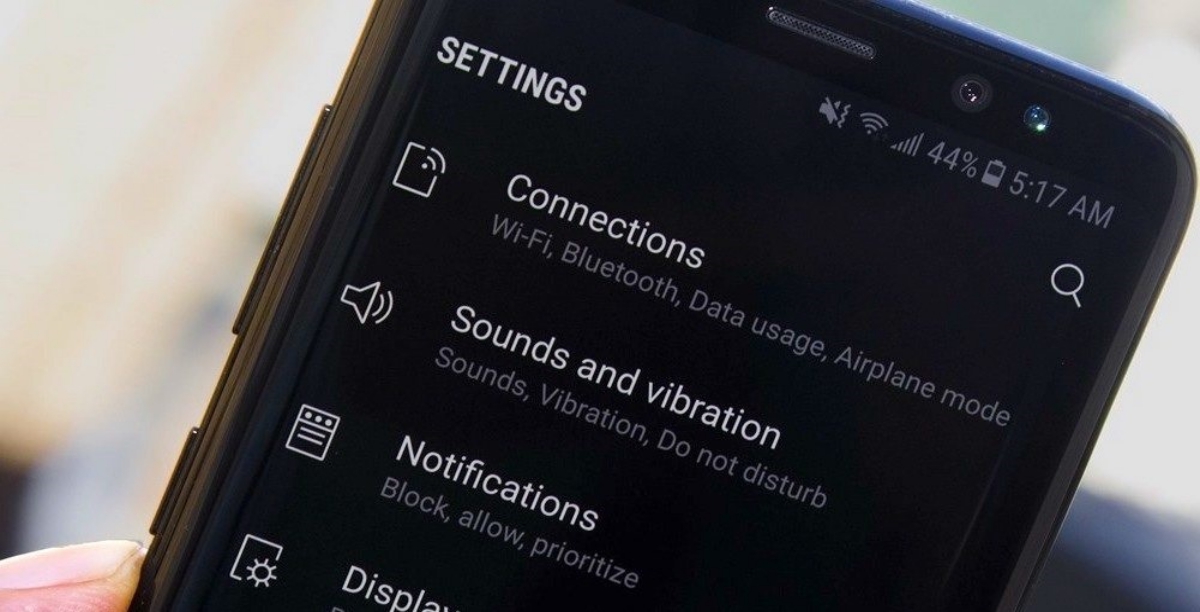 44% 5:17 AM
SETTINGS
Connections
Wi-Fi, Bluetooth, Data usage, Airplane mode
Sounds and vibration
Sounds, Vibration, Do not disturb
Notifications
Block, allow, prioritize
Display